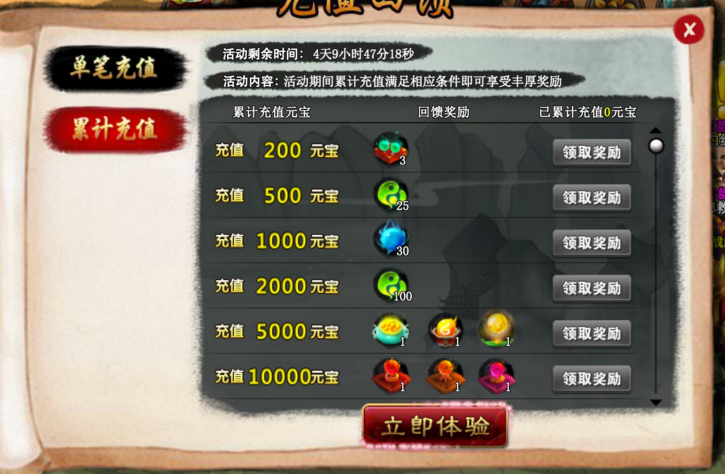 充值回馈
单笔充值
累计充值
活动剩余时间： 4天9小时47分18秒
活动内容：活动期间累计充值满足相应条件即可享受丰厚奖励
累计充值元宝 回馈奖励 已累计充值0元宝
充值 200 元宝 3 领取奖励
充值 500 元宝 25 领取奖励
充值 1000 元宝 30 领取奖励
充值 2000 元宝 100 领取奖励
充值 5000 元宝 1 1 1 领取奖励
充值 10000 元宝 1 1 1 领取奖励
立即体验